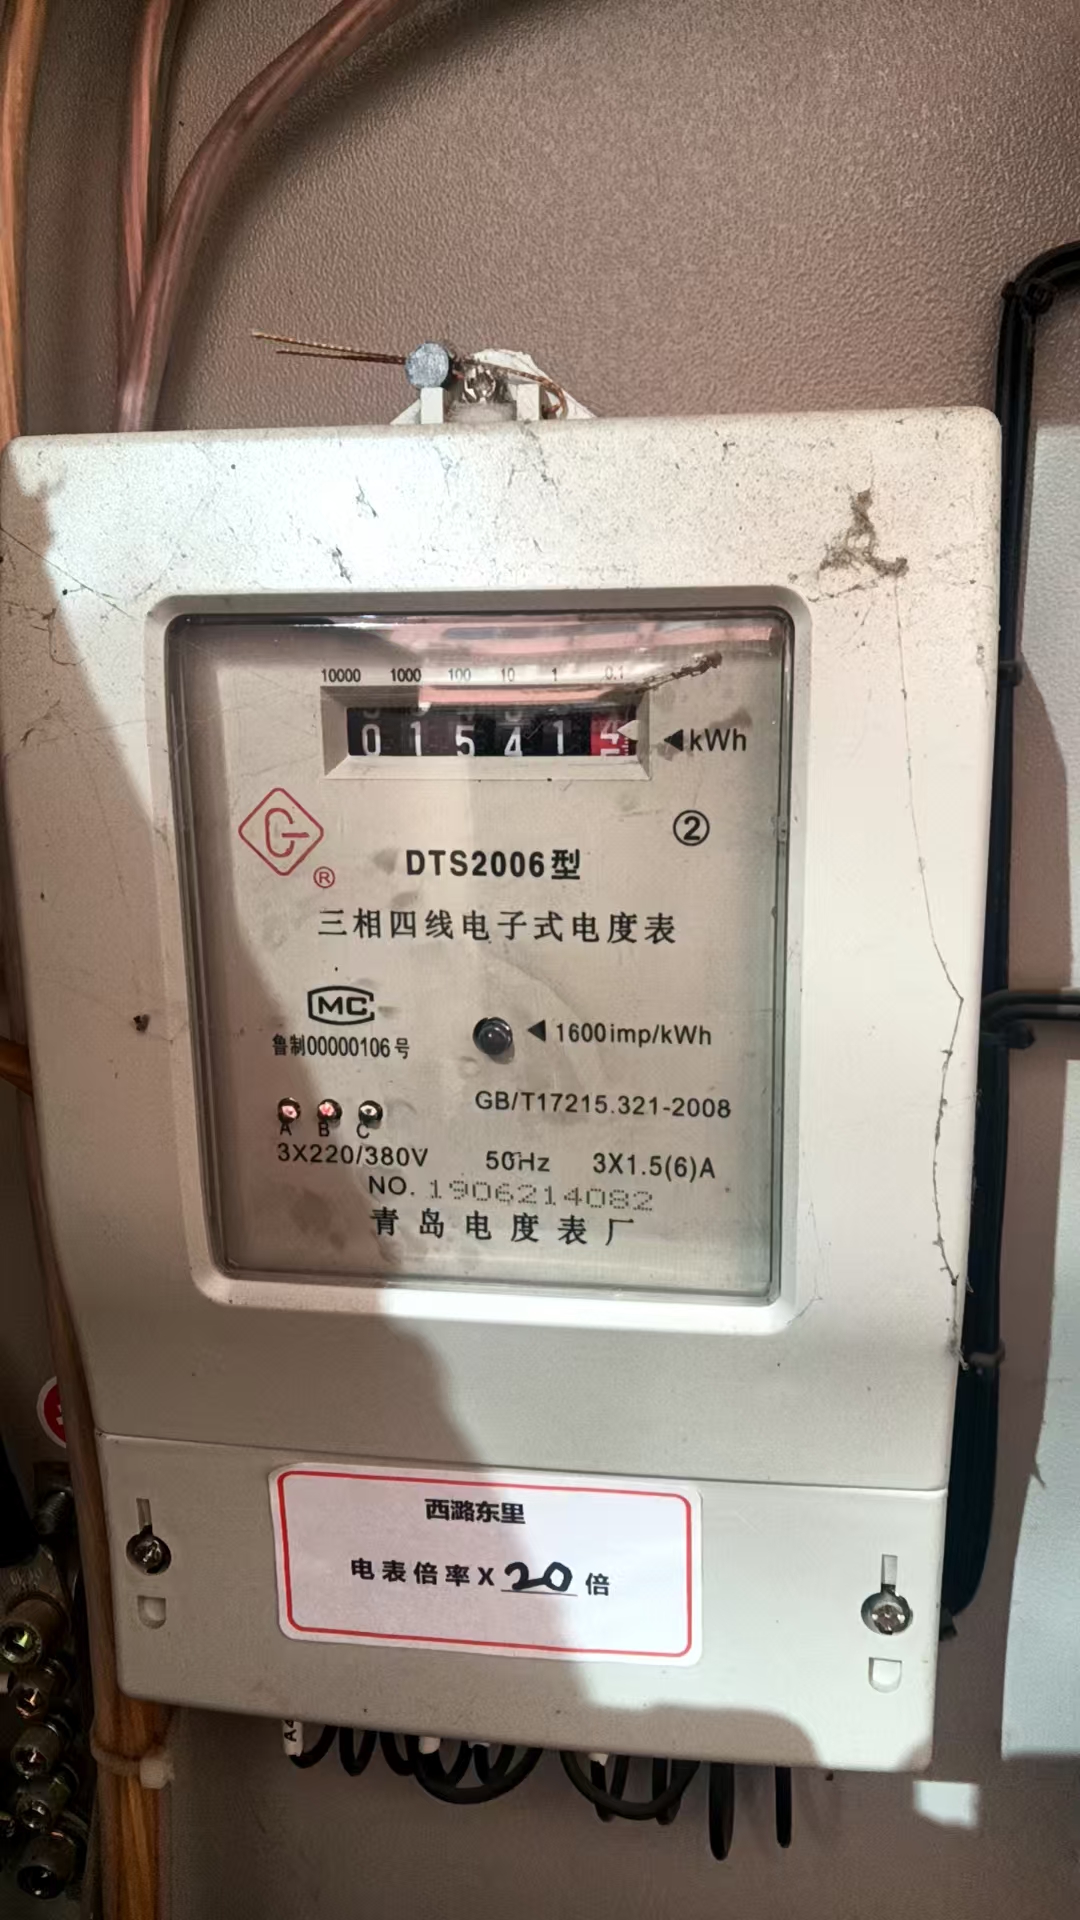 10000 1000 100 10 1 0.1
0 1 5 4 1 4
◀kWh
②
G
®
DTS2006型
三相四线电子式电度表
MC
鲁制00000106号
◀1600imp/kWh
GB/T17215.321-2008
A B C
3X220/380V 50Hz 3X1.5(6)A
NO. 1906214082
青岛电度表厂
西潞东里
电表倍率X 20 倍